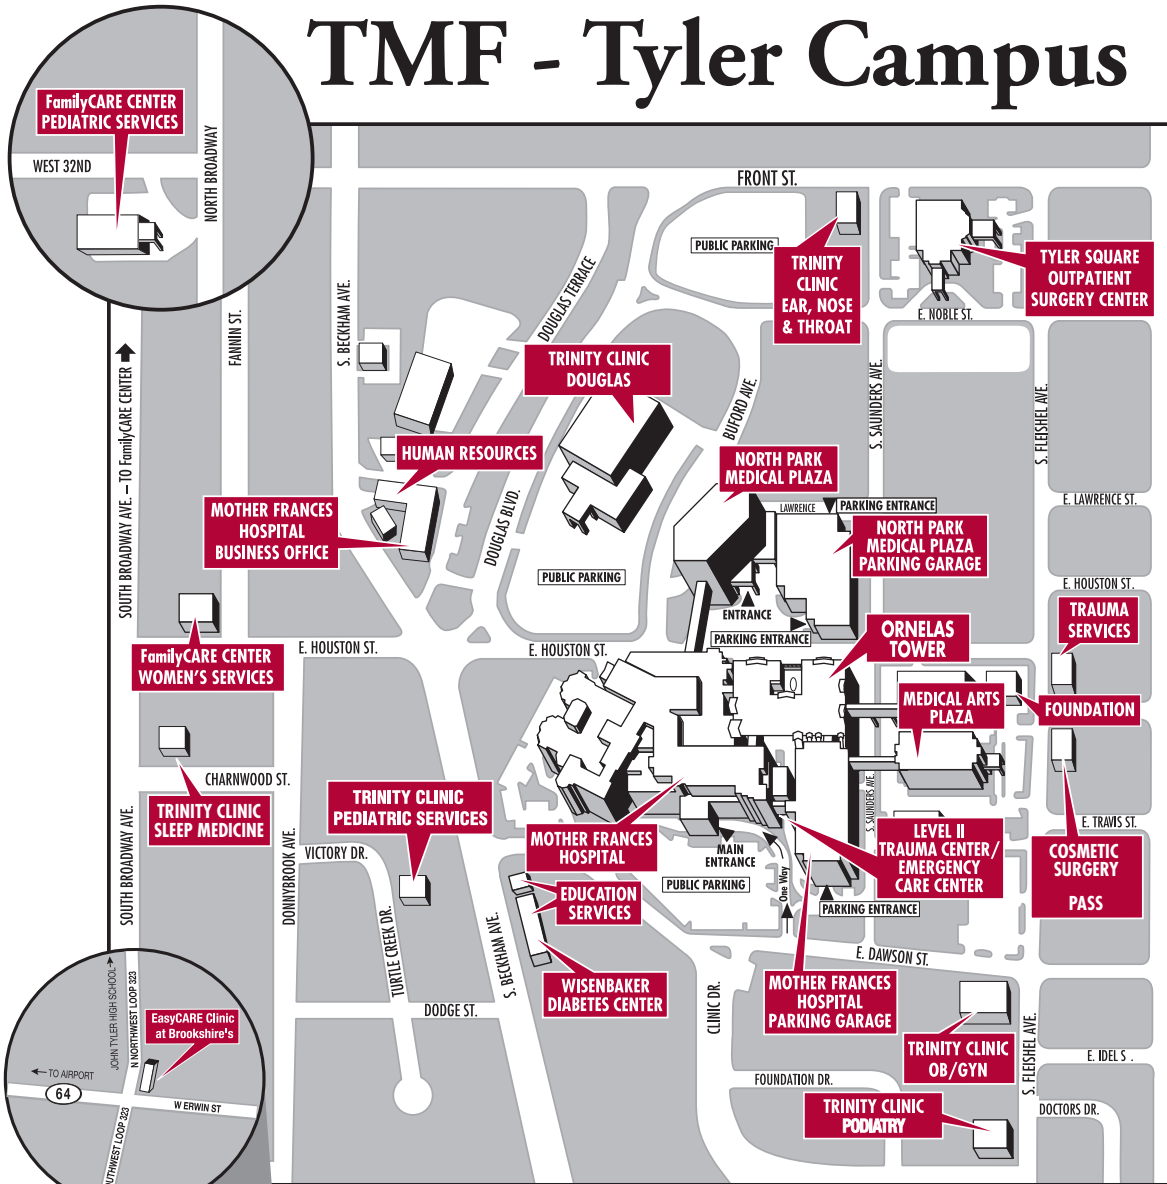 TMF - Tyler Campus
FamilyCARE CENTER
PEDIATRIC SERVICES
WEST 32ND
NORTH BROADWAY
FRONT ST.
PUBLIC PARKING
TRINITY
CLINIC
EAR, NOSE
& THROAT
TYLER SQUARE
OUTPATIENT
SURGERY CENTER
E. NOBLE ST.
DOUGLAS TERRACE
S. BECKHAM AVE.
FANNIN ST.
SOUTH BROADWAY AVE. – TO FamilyCARE CENTER
TRINITY CLINIC
DOUGLAS
BUFORD AVE.
S. SAUNDERS AVE.
S. FLEISHEL AVE.
HUMAN RESOURCES
NORTH PARK
MEDICAL PLAZA
MOTHER FRANCES
HOSPITAL
BUSINESS OFFICE
DOUGLAS BLVD.
LAWRENCE
PARKING ENTRANCE
E. LAWRENCE ST.
NORTH PARK
MEDICAL PLAZA
PARKING GARAGE
PUBLIC PARKING
E. HOUSTON ST.
ENTRANCE
PARKING ENTRANCE
TRAUMA
SERVICES
ORNELAS
TOWER
FamilyCARE CENTER
WOMEN'S SERVICES
E. HOUSTON ST.
E. HOUSTON ST.
MEDICAL ARTS
PLAZA
FOUNDATION
CHARNWOOD ST.
TRINITY CLINIC
SLEEP MEDICINE
TRINITY CLINIC
PEDIATRIC SERVICES
S. SAUNDERS AVE.
E. TRAVIS ST.
MOTHER FRANCES
HOSPITAL
MAIN
ENTRANCE
LEVEL II
TRAUMA CENTER/
EMERGENCY
CARE CENTER
COSMETIC
SURGERY
PASS
SOUTH BROADWAY AVE.
DONNYBROOK AVE.
VICTORY DR.
TURTLE CREEK DR.
EDUCATION
SERVICES
PUBLIC PARKING
One Way
PARKING ENTRANCE
S. BECKHAM AVE.
WISENBAKER
DIABETES CENTER
E. DAWSON ST.
MOTHER FRANCES
HOSPITAL
PARKING GARAGE
CLINIC DR.
DODGE ST.
TRINITY CLINIC
OB/GYN
S. FLEISHEL AVE.
E. IDEL S .
JOHN TYLER HIGH SCHOOL
N NORTHWEST LOOP 323
EasyCARE Clinic
at Brookshire's
TO AIRPORT
64
W ERWIN ST
FOUNDATION DR.
TRINITY CLINIC
PODIATRY
DOCTORS DR.
LOOP 323